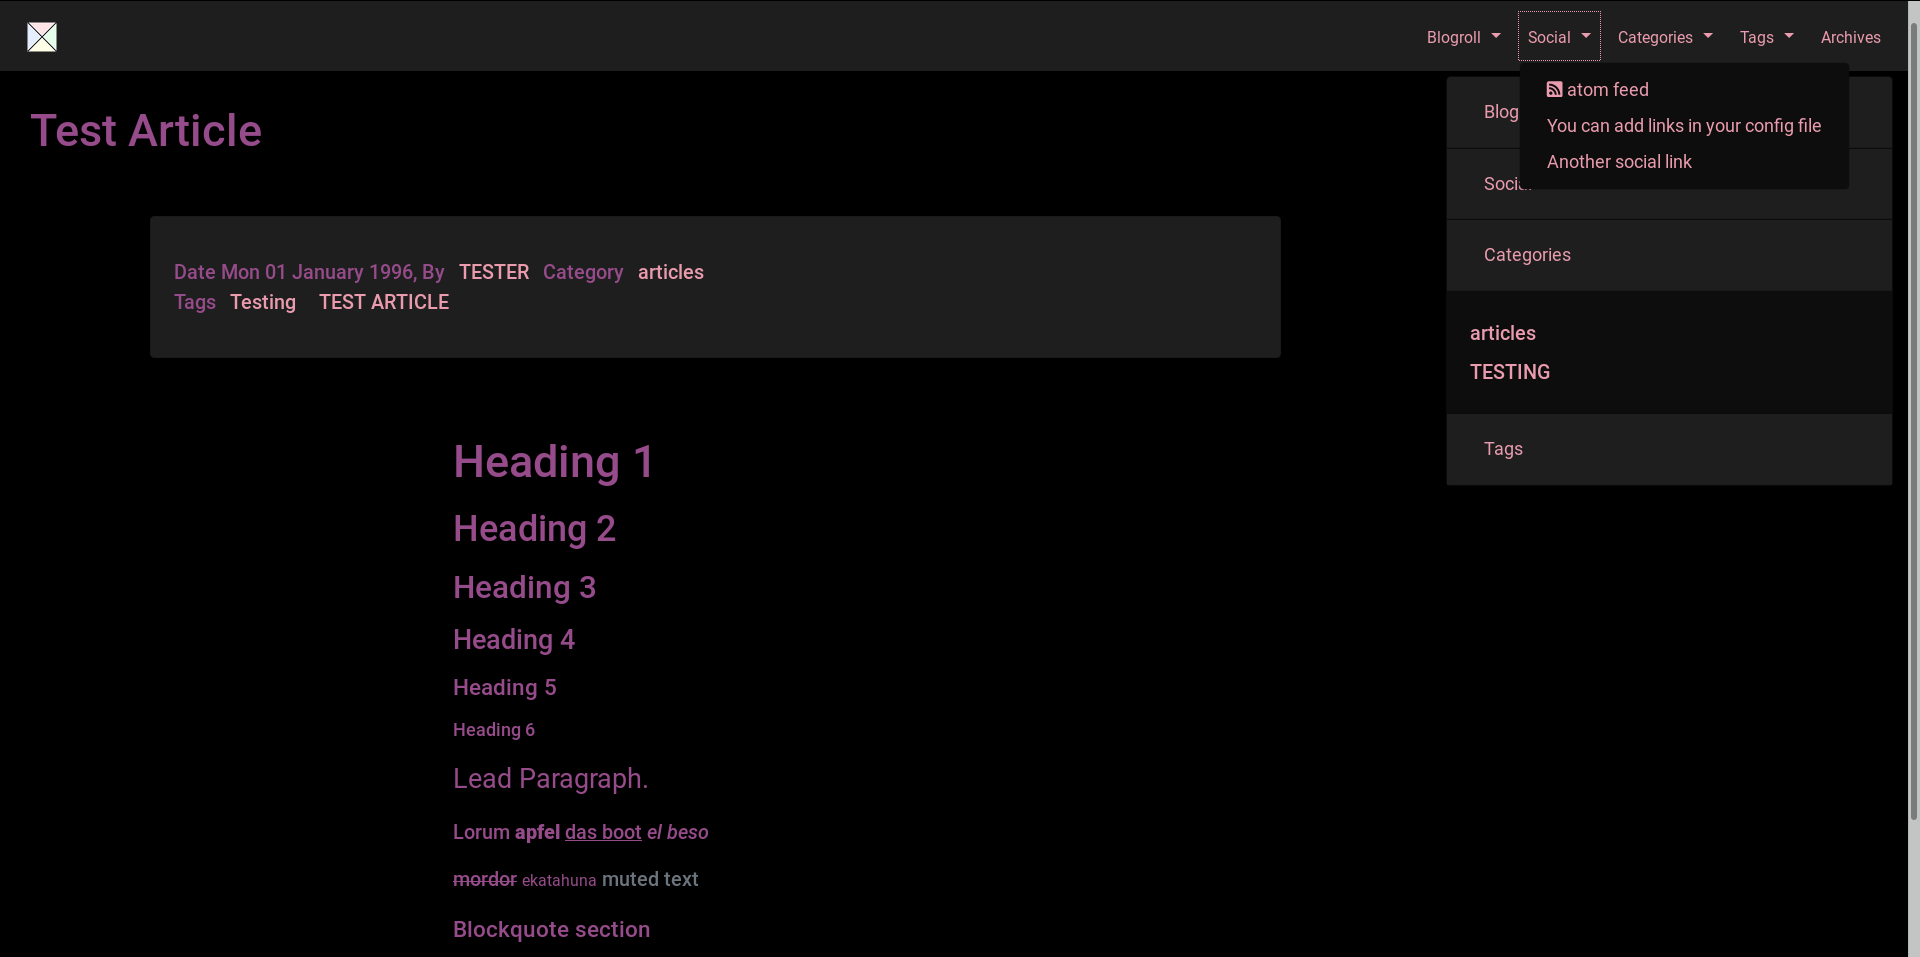 Blogroll Social Categories Tags Archives
atom feed
You can add links in your config file
Another social link
Test Article
Date Mon 01 January 1996, By TESTER Category articles
Tags Testing TEST ARTICLE
Heading 1
Heading 2
Heading 3
Heading 4
Heading 5
Heading 6
Lead Paragraph.
Lorum apfel das boot el beso
mordor ekatahuna muted text
Blockquote section
Blog
Categories
articles
TESTING
Tags